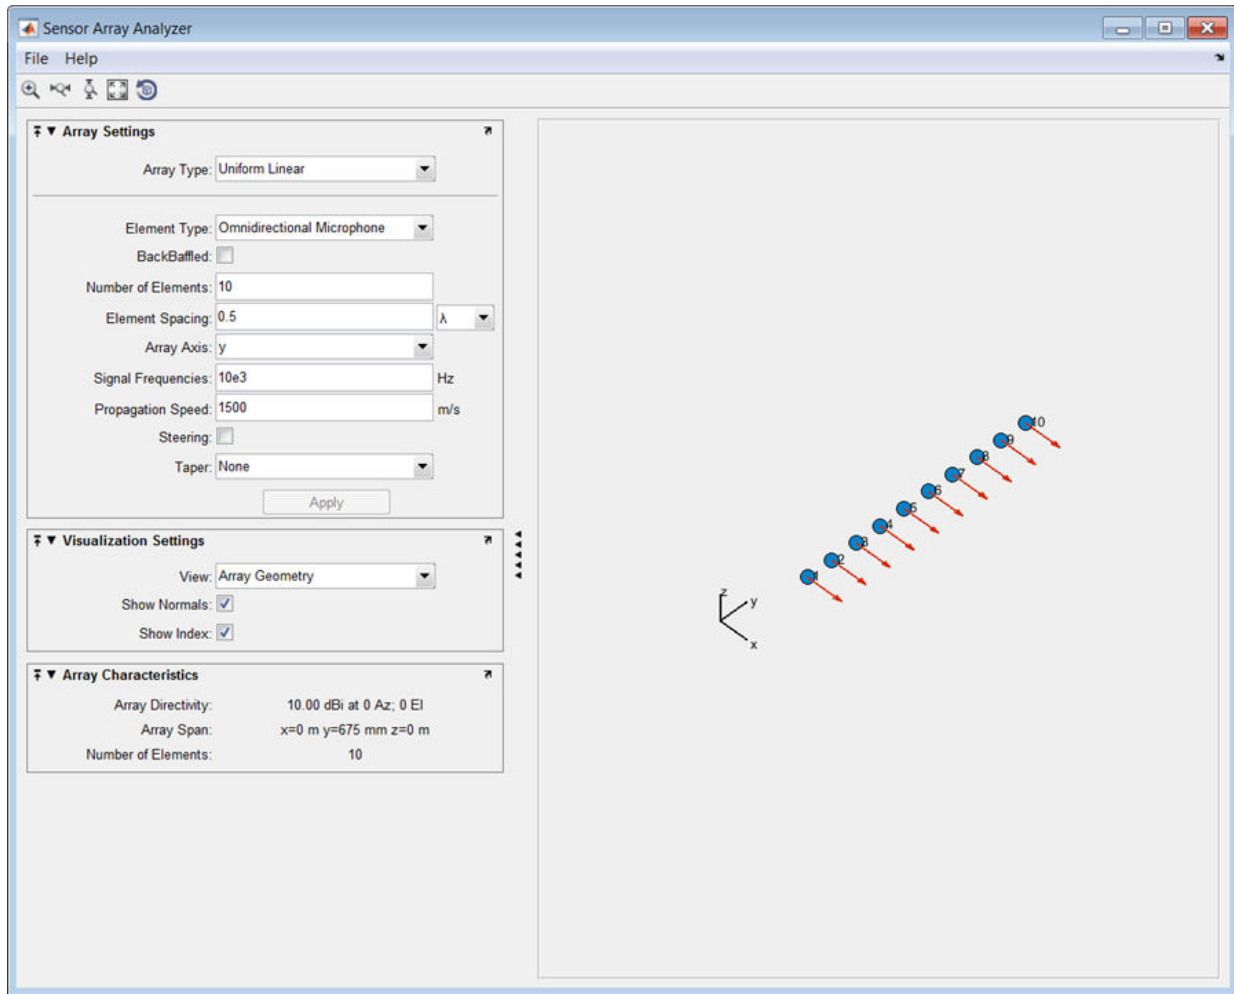 Sensor Array Analyzer
File Help
Array Settings
Array Type: Uniform Linear
Element Type: Omnidirectional Microphone
BackBaffled:
Number of Elements: 10
Element Spacing: 0.5 λ
Array Axis: y
Signal Frequencies: 10e3 Hz
Propagation Speed: 1500 m/s
Steering:
Taper: None
Apply
Visualization Settings
View: Array Geometry
Show Normals:
Show Index:
Array Characteristics
Array Directivity: 10.00 dBi at 0 Az; 0 El
Array Span: x=0 m y=675 mm z=0 m
Number of Elements: 10
10
9
8
7
6
5
4
3
2
1
z
y
x